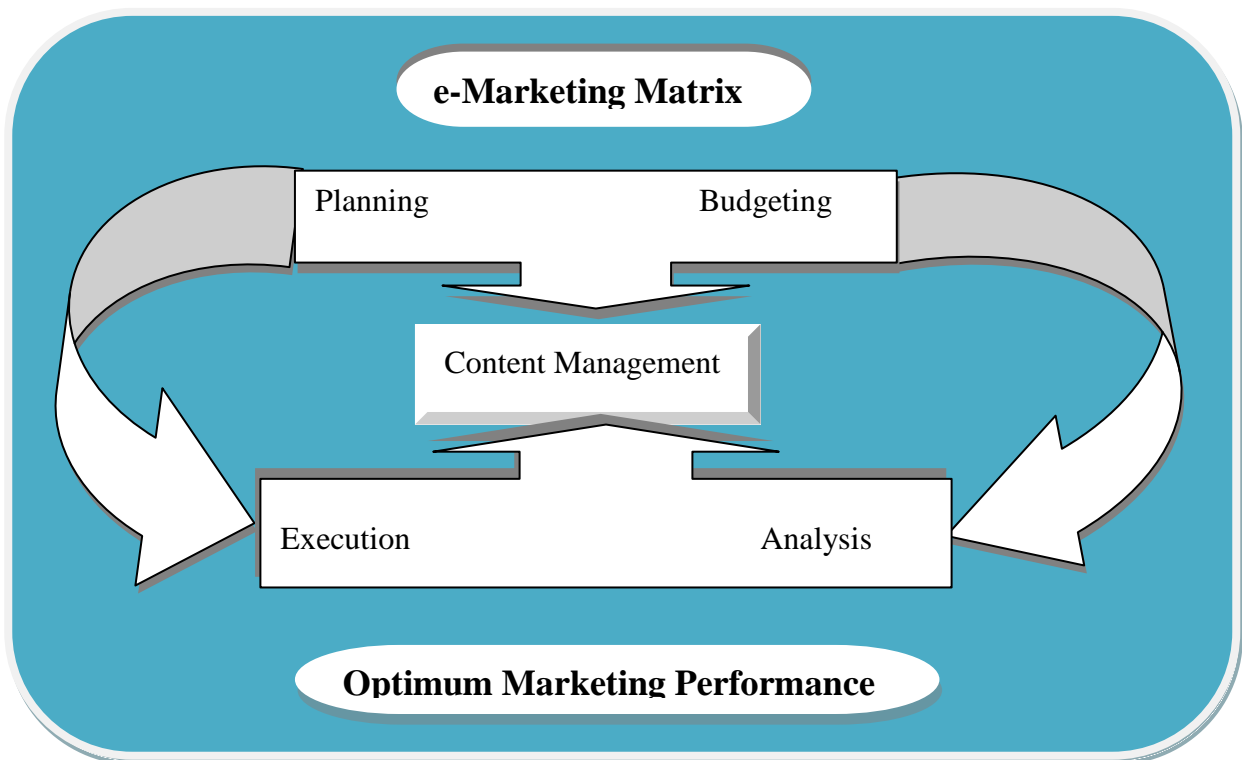 e-Marketing Matrix
Planning Budgeting
Content Management
Execution Analysis
Optimum Marketing Performance